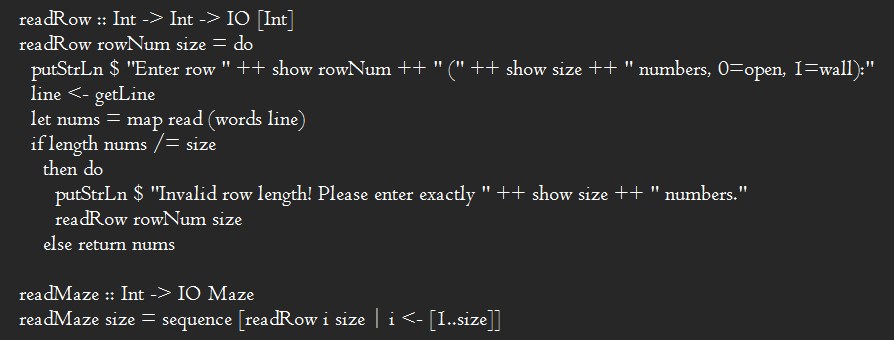 readRow :: Int -> Int -> IO [Int]
readRow rowNum size = do
  putStrLn $ "Enter row " ++ show rowNum ++ " (" ++ show size ++ " numbers, 0=open, 1=wall):"
  line <- getLine
  let nums = map read (words line)
  if length nums /= size
    then do
      putStrLn $ "Invalid row length! Please enter exactly " ++ show size ++ " numbers."
      readRow rowNum size
    else return nums

readMaze :: Int -> IO Maze
readMaze size = sequence [readRow i size | i <- [1..size]]